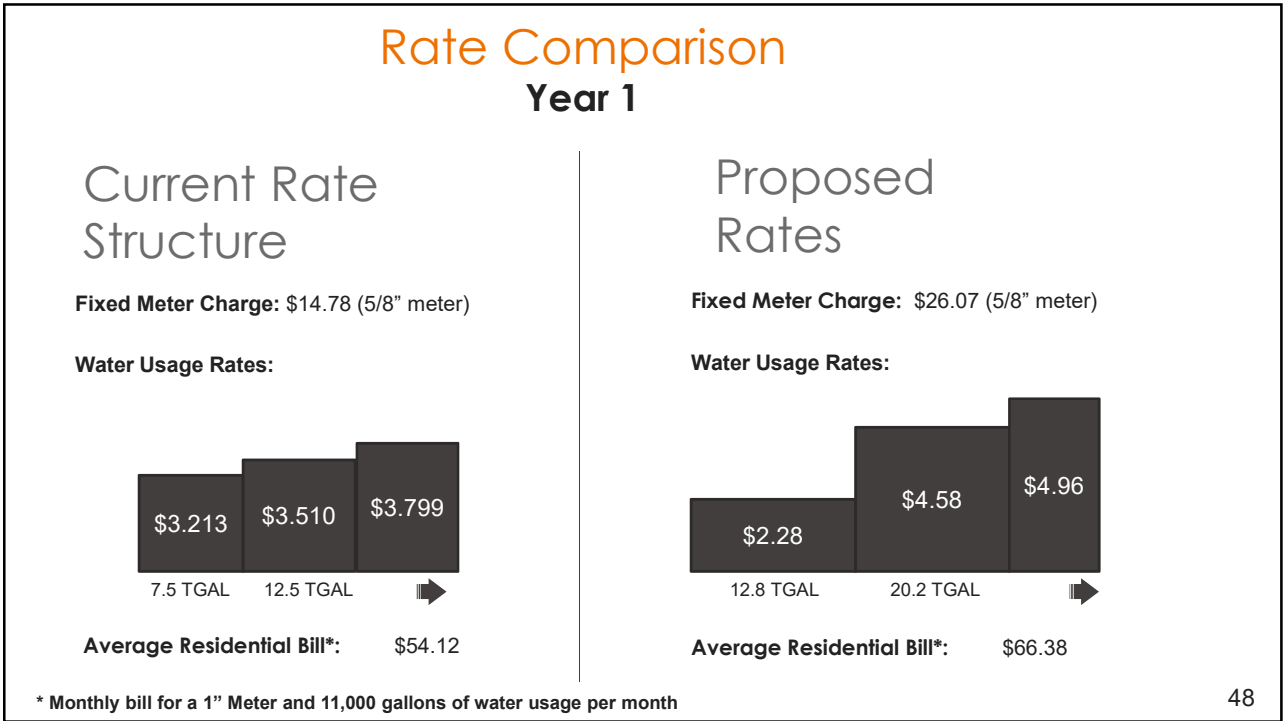 Rate Comparison
Year 1
Current Rate
Structure
Fixed Meter Charge: $14.78 (5/8” meter)
Water Usage Rates:
$3.213
$3.510
$3.799
7.5 TGAL
12.5 TGAL
Average Residential Bill*: $54.12
Proposed
Rates
Fixed Meter Charge: $26.07 (5/8” meter)
Water Usage Rates:
$2.28
$4.58
$4.96
12.8 TGAL
20.2 TGAL
Average Residential Bill*: $66.38
* Monthly bill for a 1” Meter and 11,000 gallons of water usage per month
48